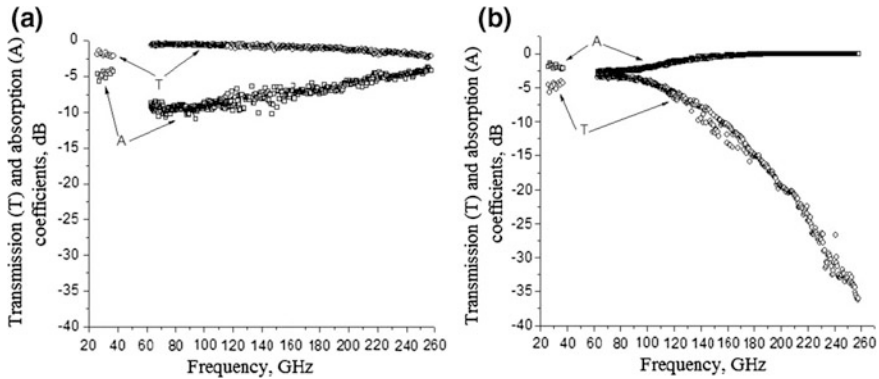 (a)
Transmission (T) and absorption (A)
coefficients, dB
0
-5
-10
-15
-20
-25
-30
-35
-40
T
A
20 40 60 80 100 120 140 160 180 200 220 240 260
Frequency, GHz
(b)
Transmission (T) and absorption (A)
coefficients, dB
0
-5
-10
-15
-20
-25
-30
-35
-40
A
T
20 40 60 80 100 120 140 160 180 200 220 240 260
Frequency, GHz